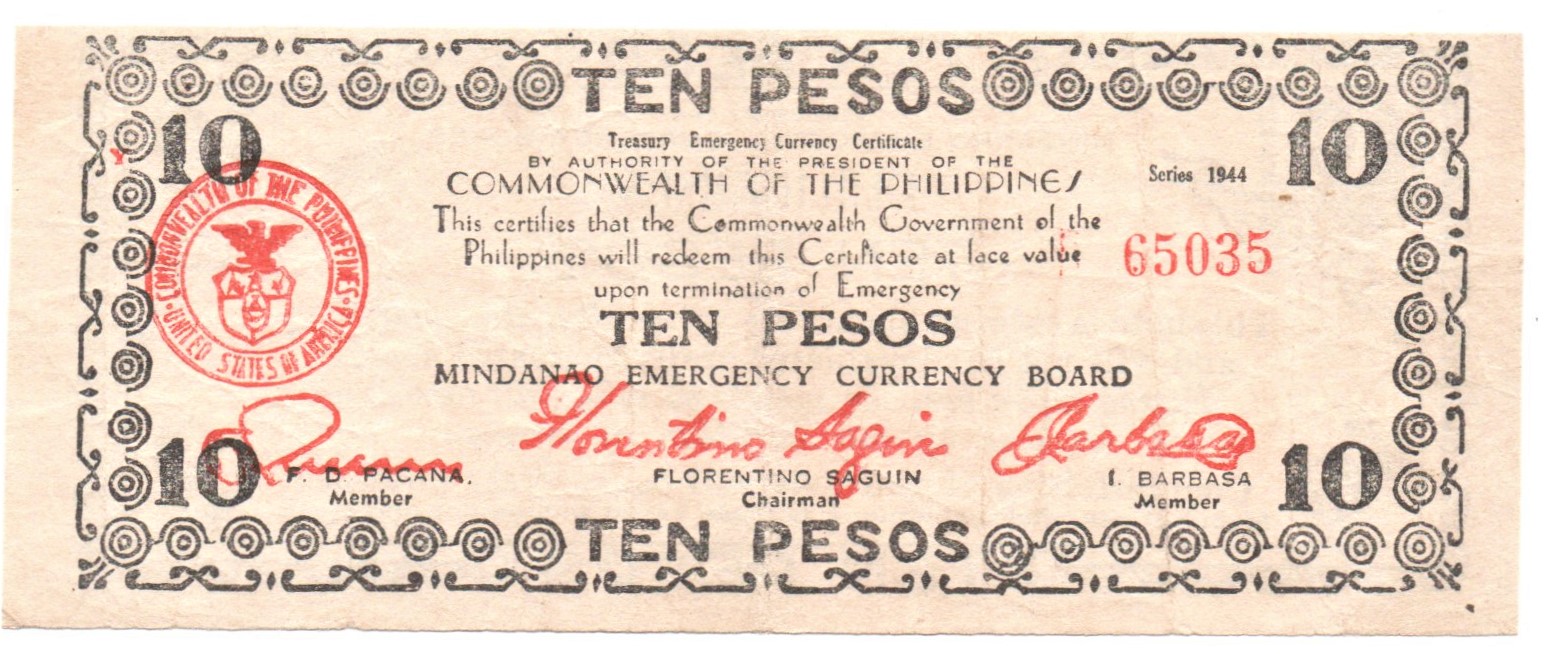 TEN PESOS
10
10
Treasury Emergency Currency Certificate
BY AUTHORITY OF THE PRESIDENT OF THE
COMMONWEALTH OF THE PHILIPPINES
Series 1944
This certifies that the Commonwealth Government of the
Philippines will redeem this Certificate at face value
upon termination of Emergency
65035
COMMONWEALTH OF THE PHILIPPINES
UNITED STATES OF AMERICA
TEN PESOS
MINDANAO EMERGENCY CURRENCY BOARD
Florentino Saguin
Barbasa
F. D. PACANA,
Member
FLORENTINO SAGUIN
Chairman
I. BARBASA
Member
10
10
TEN PESOS